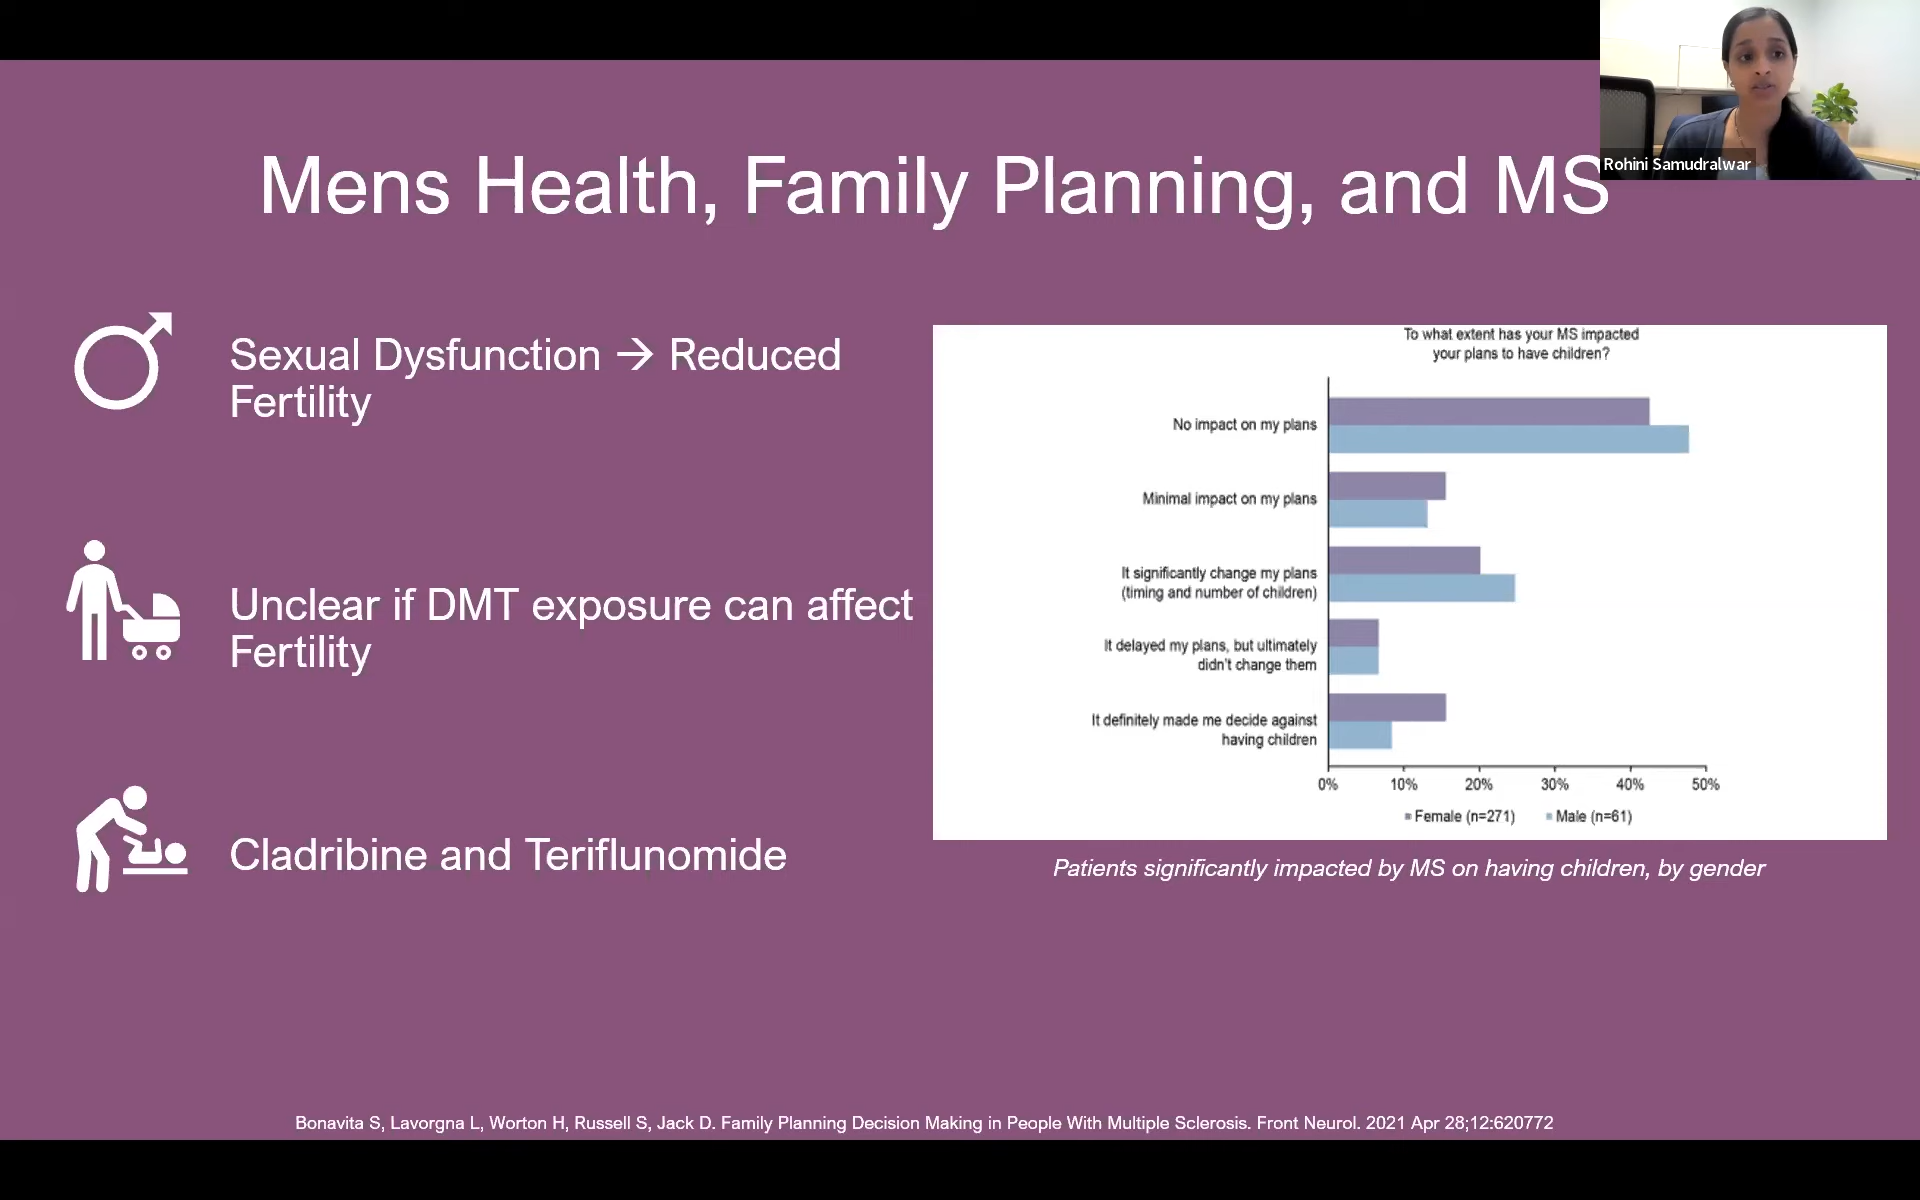 Rohini Samudralwar
Mens Health, Family Planning, and MS
Sexual Dysfunction → Reduced
Fertility
Unclear if DMT exposure can affect
Fertility
Cladribine and Teriflunomide
To what extent has your MS impacted
your plans to have children?
No impact on my plans
Minimal impact on my plans
It significantly change my plans
(timing and number of children)
It delayed my plans, but ultimately
didn't change them
It definitely made me decide against
having children
0% 10% 20% 30% 40% 50%
Female (n=271) Male (n=61)
Patients significantly impacted by MS on having children, by gender
Bonavita S, Lavorgna L, Worton H, Russell S, Jack D. Family Planning Decision Making in People With Multiple Sclerosis. Front Neurol. 2021 Apr 28;12:620772